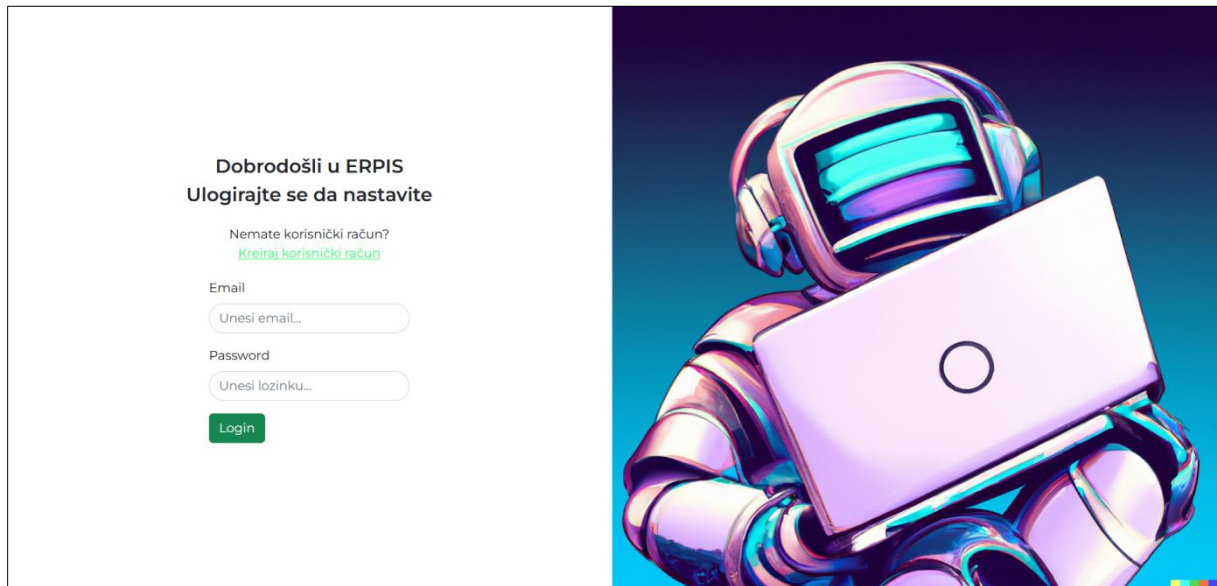 Dobrodošli u ERPIS
Ulogirajte se da nastavite
Nemate korisnički račun?
Kreiraj korisnički račun
Email
Unesi email...
Password
Unesi lozinku...
Login